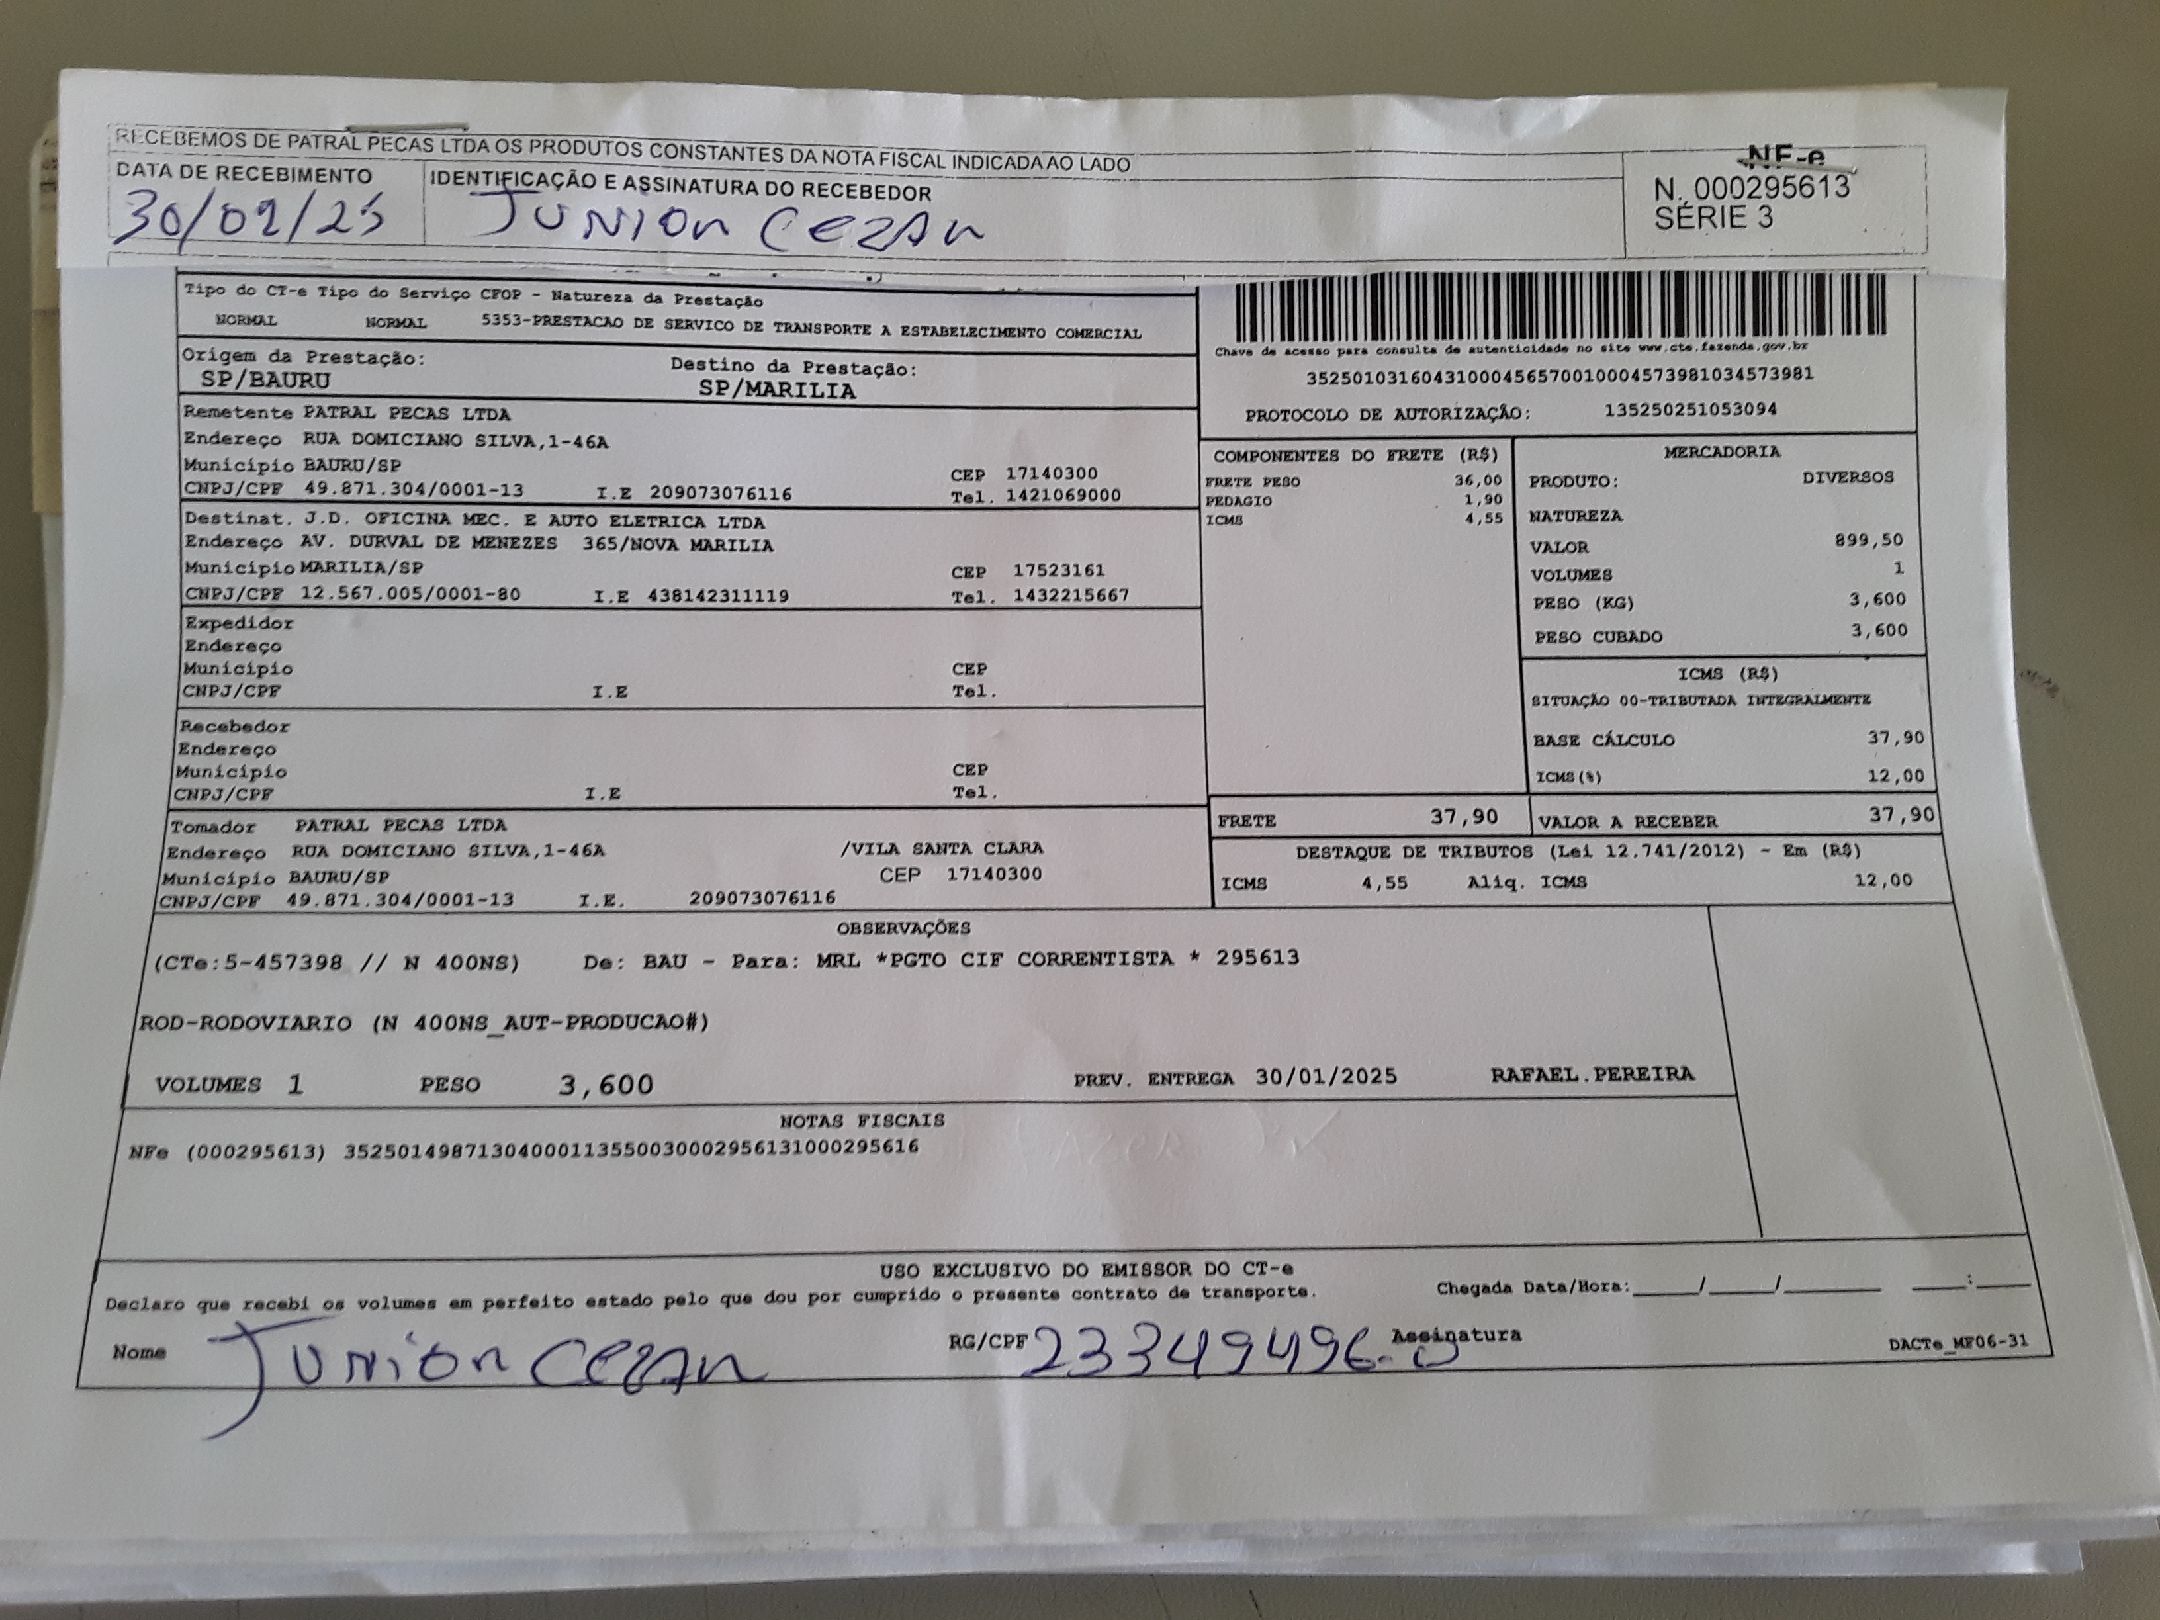 RECEBEMOS DE PATRAL PECAS LTDA OS PRODUTOS CONSTANTES DA NOTA FISCAL INDICADA AO LADO
DATA DE RECEBIMENTO
IDENTIFICAÇÃO E ASSINATURA DO RECEBEDOR
NF-e
N. 000295613
SÉRIE 3
30/01/25
JUNIOR CEZAR
Tipo do CT-e Tipo do Serviço CFOP - Natureza da Prestação
NORMAL NORMAL 5353-PRESTACAO DE SERVICO DE TRANSPORTE A ESTABELECIMENTO COMERCIAL
Origem da Prestação: Destino da Prestação:
SP/BAURU SP/MARILIA
Chave de acesso para consulta de autenticidade no site www.cte.fazenda.gov.br
35250103160431000456570010004573981034573981
PROTOCOLO DE AUTORIZAÇÃO: 135250251053094
Remetente PATRAL PECAS LTDA
Endereço RUA DOMICIANO SILVA,1-46A
Município BAURU/SP CEP 17140300
CNPJ/CPF 49.871.304/0001-13 I.E 209073076116 Tel. 1421069000
Destinat. J.D. OFICINA MEC. E AUTO ELETRICA LTDA
Endereço AV. DURVAL DE MENEZES 365/NOVA MARILIA
Município MARILIA/SP CEP 17523161
CNPJ/CPF 12.567.005/0001-80 I.E 438142311119 Tel. 1432215667
Expedidor
Endereço
Município CEP
CNPJ/CPF I.E Tel.
Recebedor
Endereço
Município CEP
CNPJ/CPF I.E Tel.
Tomador PATRAL PECAS LTDA
Endereço RUA DOMICIANO SILVA,1-46A /VILA SANTA CLARA
Município BAURU/SP CEP 17140300
CNPJ/CPF 49.871.304/0001-13 I.E. 209073076116
COMPONENTES DO FRETE (R$)
FRETE PESO 36,00
PEDAGIO 1,90
ICMS 4,55
MERCADORIA
PRODUTO: DIVERSOS
NATUREZA
VALOR 899,50
VOLUMES 1
PESO (KG) 3,600
PESO CUBADO 3,600
ICMS (R$)
SITUAÇÃO 00-TRIBUTADA INTEGRALMENTE
BASE CÁLCULO 37,90
ICMS(%) 12,00
FRETE 37,90 VALOR A RECEBER 37,90
DESTAQUE DE TRIBUTOS (Lei 12.741/2012) - Em (R$)
ICMS 4,55 Aliq. ICMS 12,00
OBSERVAÇÕES
(CTe:5-457398 // N 400NS) De: BAU - Para: MRL *PGTO CIF CORRENTISTA * 295613
ROD-RODOVIARIO (N 400NS_AUT-PRODUCAO#)
VOLUMES 1 PESO 3,600 PREV. ENTREGA 30/01/2025 RAFAEL.PEREIRA
NOTAS FISCAIS
NFe (000295613) 35250149871304000113550030002956131000295616
USO EXCLUSIVO DO EMISSOR DO CT-e
Declaro que recebi os volumes em perfeito estado pelo que dou por cumprido o presente contrato de transporte. Chegada Data/Hora:____/____/______ ___:___
Nome JUNIOR CEZAR RG/CPF 23349496-0 Assinatura DACTe_MF06-31